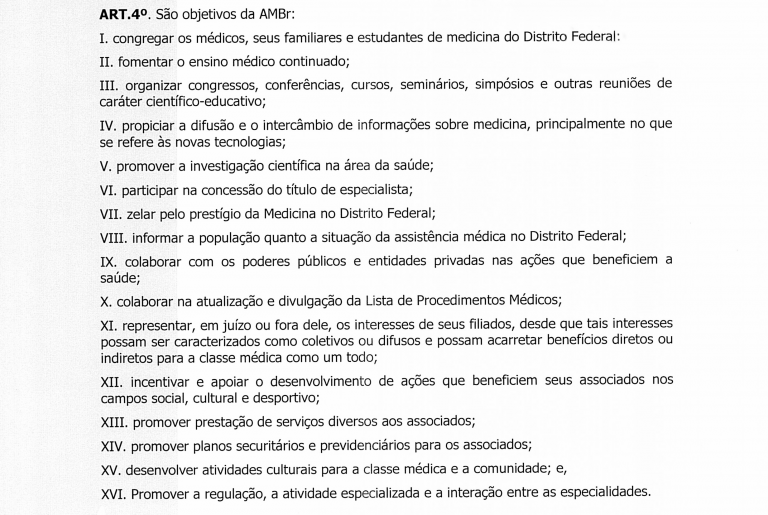 ART.4º. São objetivos da AMBr:
I. congregar os médicos, seus familiares e estudantes de medicina do Distrito Federal:
II. fomentar o ensino médico continuado;
III. organizar congressos, conferências, cursos, seminários, simpósios e outras reuniões de
caráter científico-educativo;
IV. propiciar a difusão e o intercâmbio de informações sobre medicina, principalmente no que
se refere às novas tecnologias;
V. promover a investigação científica na área da saúde;
VI. participar na concessão do título de especialista;
VII. zelar pelo prestígio da Medicina no Distrito Federal;
VIII. informar a população quanto a situação da assistência médica no Distrito Federal;
IX. colaborar com os poderes públicos e entidades privadas nas ações que beneficiem a
saúde;
X. colaborar na atualização e divulgação da Lista de Procedimentos Médicos;
XI. representar, em juízo ou fora dele, os interesses de seus filiados, desde que tais interesses
possam ser caracterizados como coletivos ou difusos e possam acarretar benefícios diretos ou
indiretos para a classe médica como um todo;
XII. incentivar e apoiar o desenvolvimento de ações que beneficiem seus associados nos
campos social, cultural e desportivo;
XIII. promover prestação de serviços diversos aos associados;
XIV. promover planos securitários e previdenciários para os associados;
XV. desenvolver atividades culturais para a classe médica e a comunidade; e,
XVI. Promover a regulação, a atividade especializada e a interação entre as especialidades.